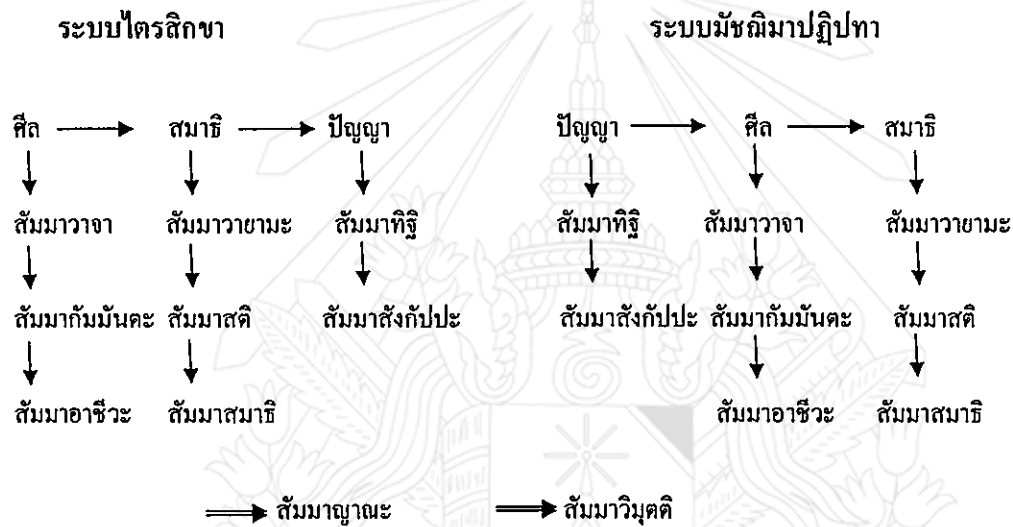 ระบบไตรสิกขา ระบบมัชฌิมาปฏิปทา
ศีล สมาธิ ปัญญา ปัญญา ศีล สมาธิ
สัมมาวาจา สัมมาวายามะ สัมมาทิฐิ สัมมาทิฐิ สัมมาวาจา สัมมาวายามะ
สัมมากัมมันตะ สัมมาสติ สัมมาสังกัปปะ สัมมาสังกัปปะ สัมมากัมมันตะ สัมมาสติ
สัมมาอาชีวะ สัมมาสมาธิ สัมมาอาชีวะ สัมมาสมาธิ
สัมมาญาณะ สัมมาวิมุตติ